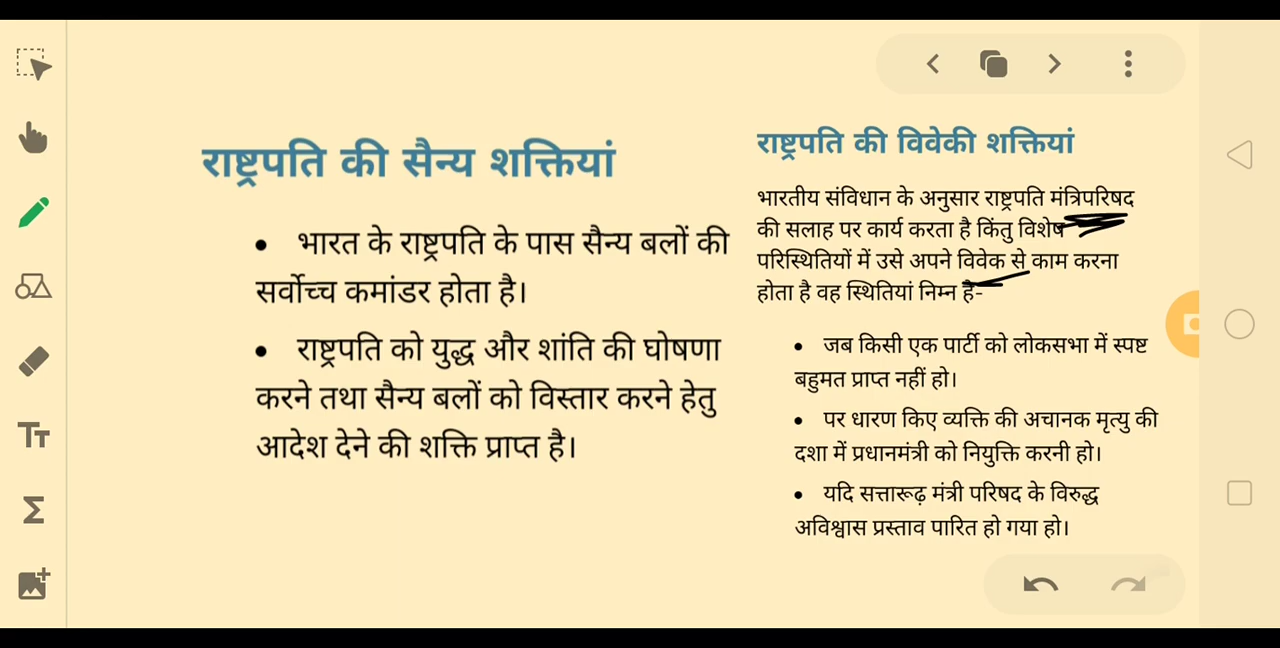 राष्ट्रपति की सैन्य शक्तियां
• भारत के राष्ट्रपति के पास सैन्य बलों की
सर्वोच्च कमांडर होता है।
• राष्ट्रपति को युद्ध और शांति की घोषणा
करने तथा सैन्य बलों को विस्तार करने हेतु
आदेश देने की शक्ति प्राप्त है।
राष्ट्रपति की विवेकी शक्तियां
भारतीय संविधान के अनुसार राष्ट्रपति मंत्रिपरिषद
की सलाह पर कार्य करता है किंतु विशेष
परिस्थितियों में उसे अपने विवेक से काम करना
होता है वह स्थितियां निम्न है-
• जब किसी एक पार्टी को लोकसभा में स्पष्ट
बहुमत प्राप्त नहीं हो।
• पर धारण किए व्यक्ति की अचानक मृत्यु की
दशा में प्रधानमंत्री को नियुक्ति करनी हो।
• यदि सत्तारूढ़ मंत्री परिषद के विरुद्ध
अविश्वास प्रस्ताव पारित हो गया हो।